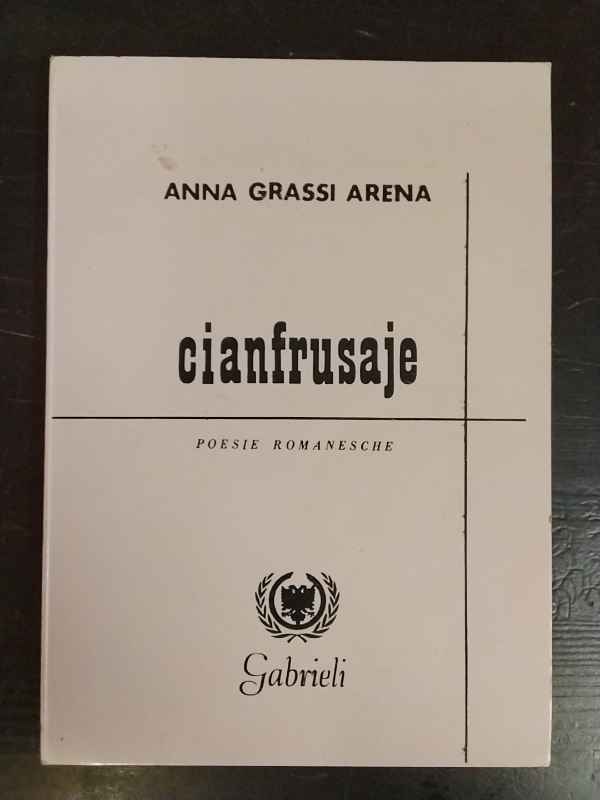 ANNA GRASSI ARENA
cianfrusaje
POESIE ROMANESCHE
Gabrieli